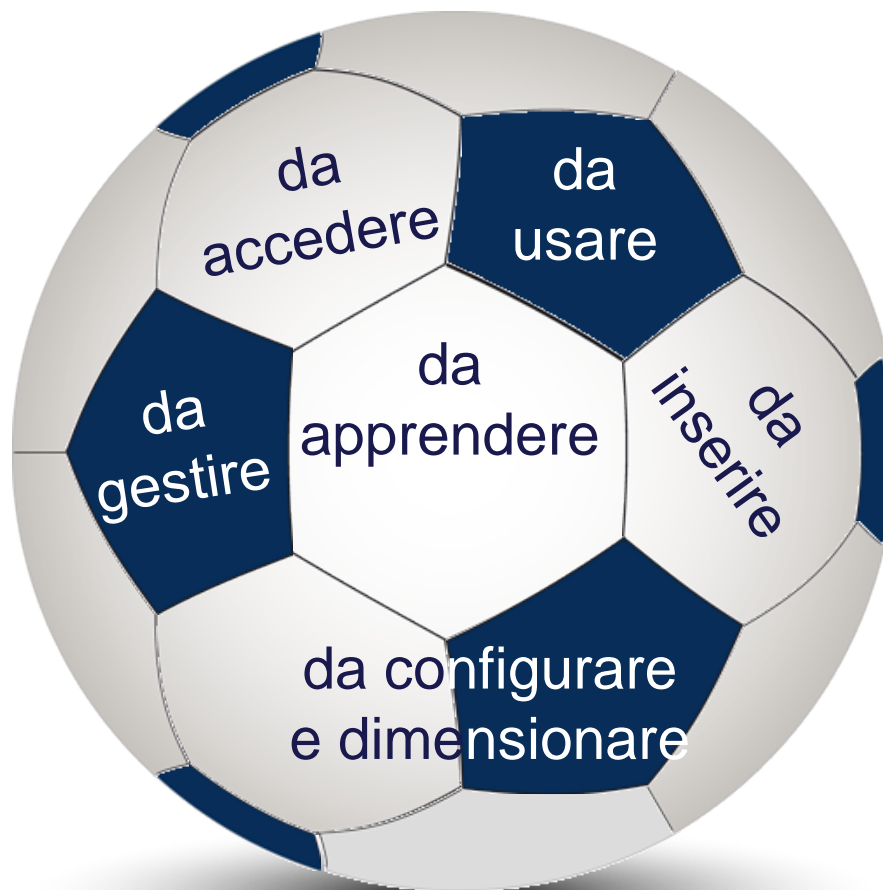 da
accedere
da
usare
da
gestire
da
apprendere
da
inserire
da configurare
e dimensionare